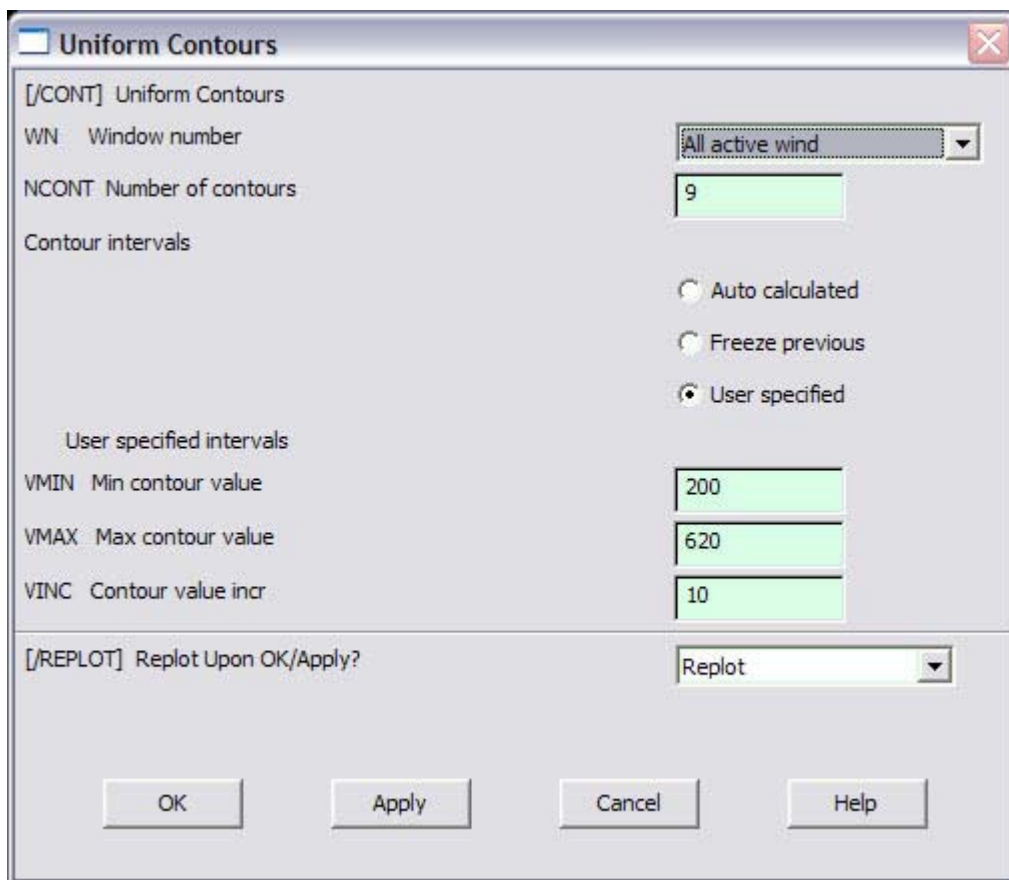 Uniform Contours
[/CONT] Uniform Contours
WN Window number All active wind
NCONT Number of contours 9
Contour intervals
Auto calculated
Freeze previous
User specified
User specified intervals
VMIN Min contour value 200
VMAX Max contour value 620
VINC Contour value incr 10
[/REPLOT] Replot Upon OK/Apply? Replot
OK Apply Cancel Help